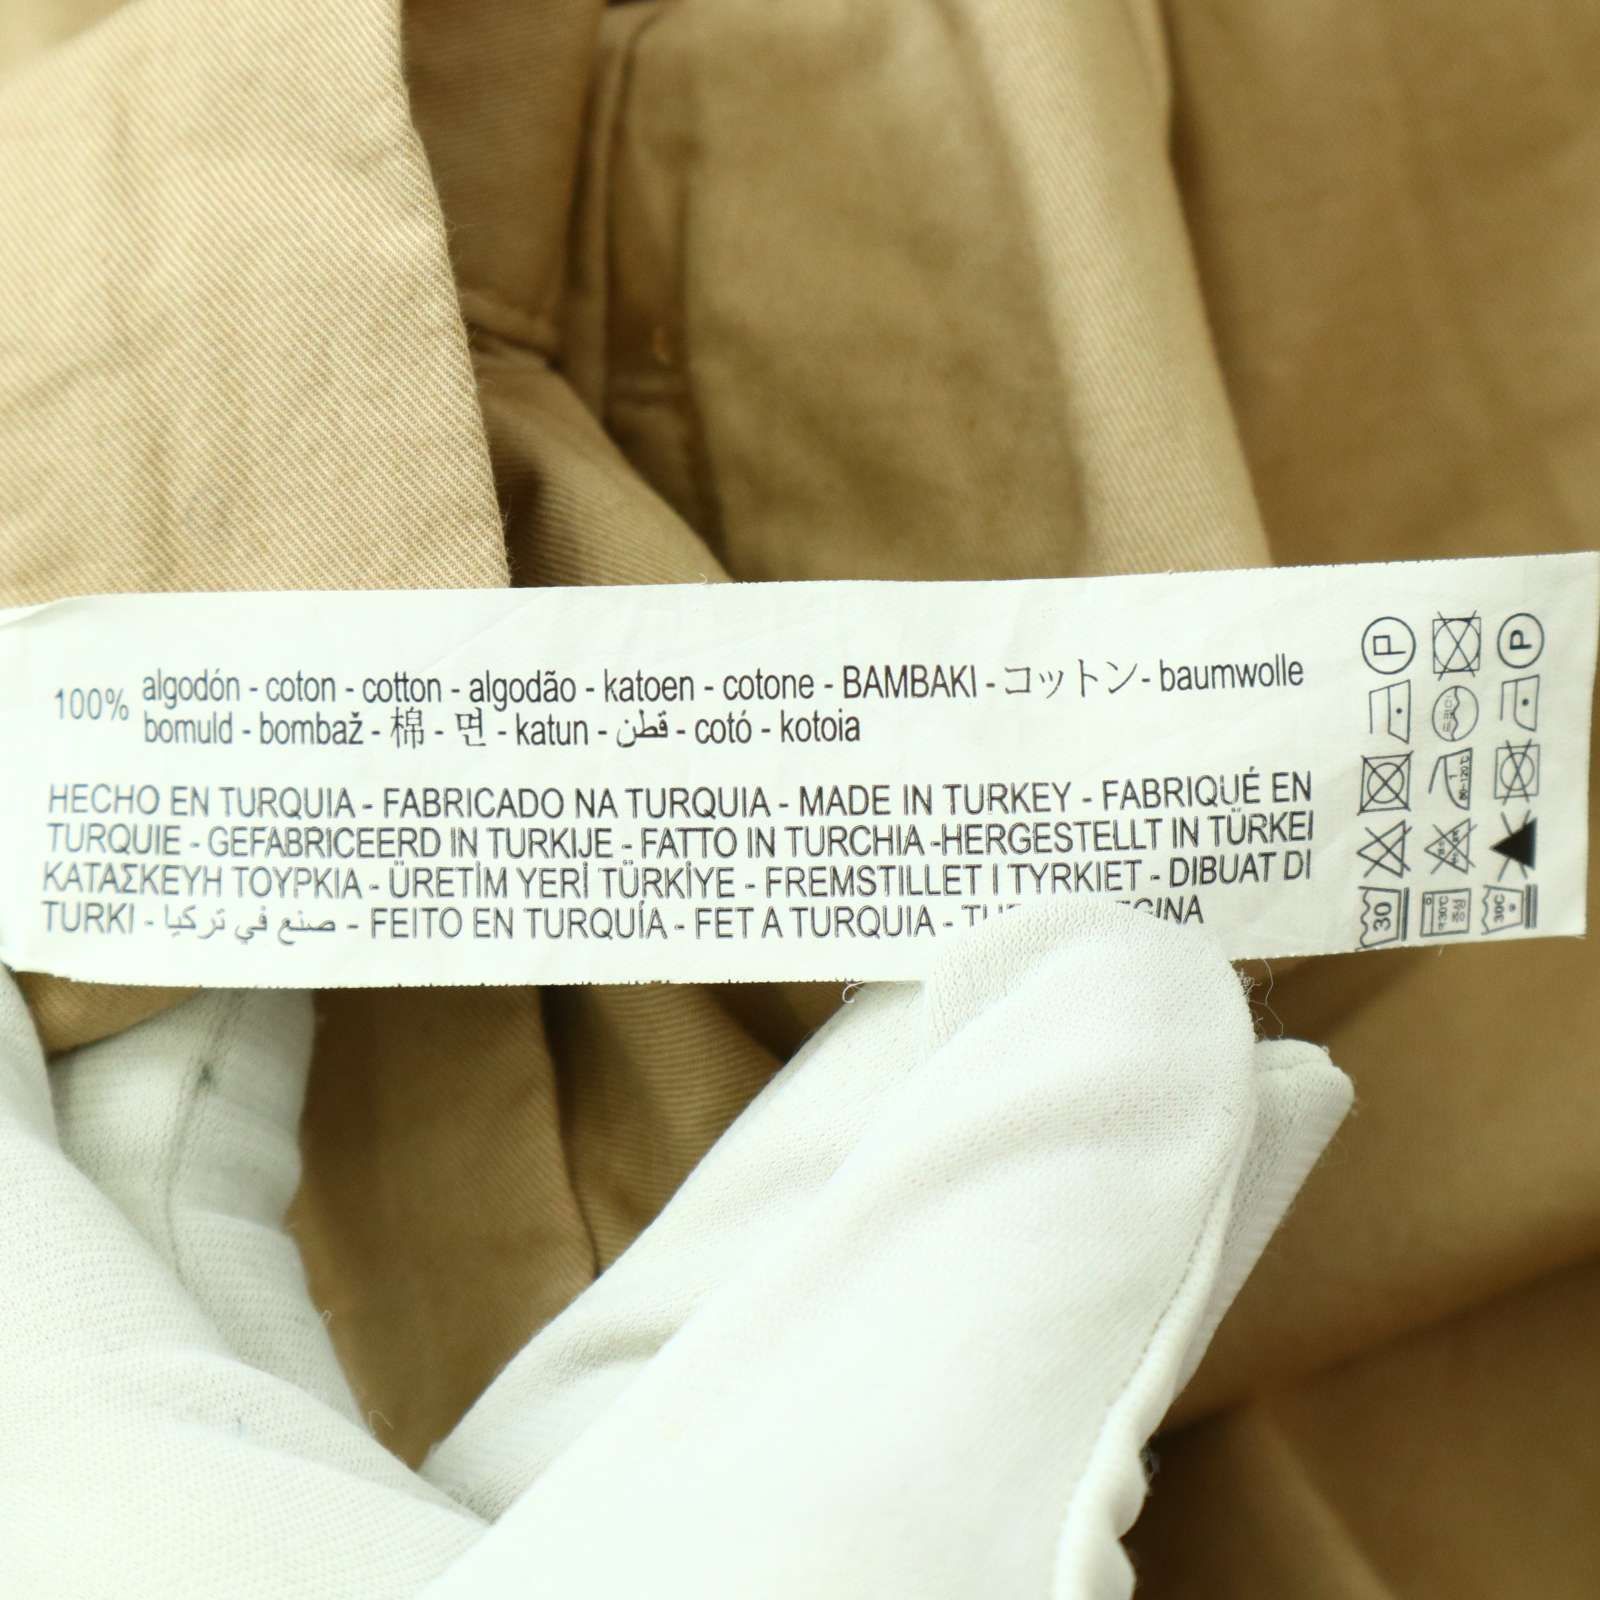 100% algodón - coton - cotton - algodão - katoen - cotone - BAMBAKI - コットン - baumwolle
bomuld - bombaž - 棉 - 면 - katun - قطن - cotó - kotoia
HECHO EN TURQUIA - FABRICADO NA TURQUIA - MADE IN TURKEY - FABRIQUÉ EN
TURQUIE - GEFABRICEERD IN TURKIJE - FATTO IN TURCHIA -HERGESTELLT IN TÜRKEI
ΚΑΤΑΣΚΕΥΗ ΤΟΥΡΚΙΑ - ÜRETİM YERİ TÜRKİYE - FREMSTILLET I TYRKIET - DIBUAT DI
TURKI - صنع في تركيا - FEITO EN TURQUÍA - FET A TURQUIA -
P P
30 30C